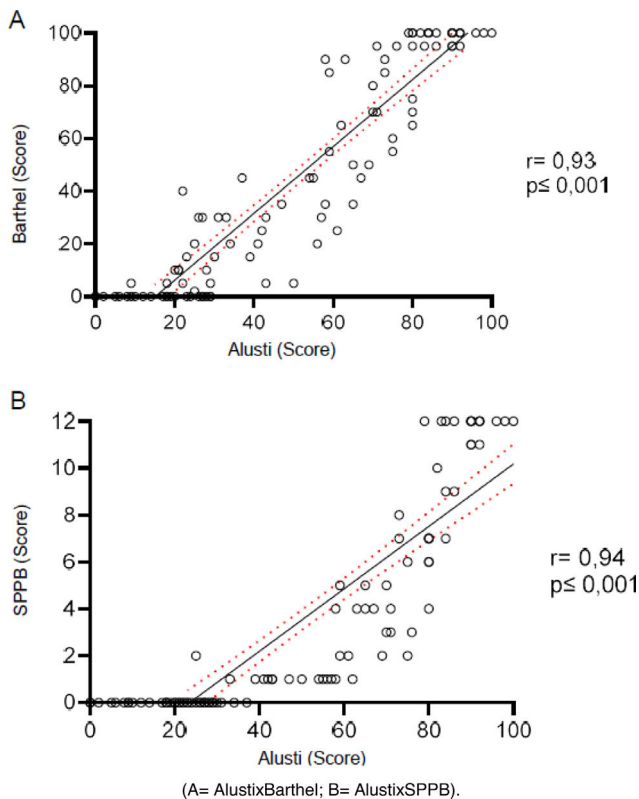 A
100
80
60
40
20
0
Barthel (Score)
0 20 40 60 80 100
Alusti (Score)
r= 0,93
p≤ 0,001
B
12
10
8
6
4
2
0
SPPB (Score)
0 20 40 60 80 100
Alusti (Score)
r= 0,94
p≤ 0,001
(A= AlustixBarthel; B= AlustixSPPB).